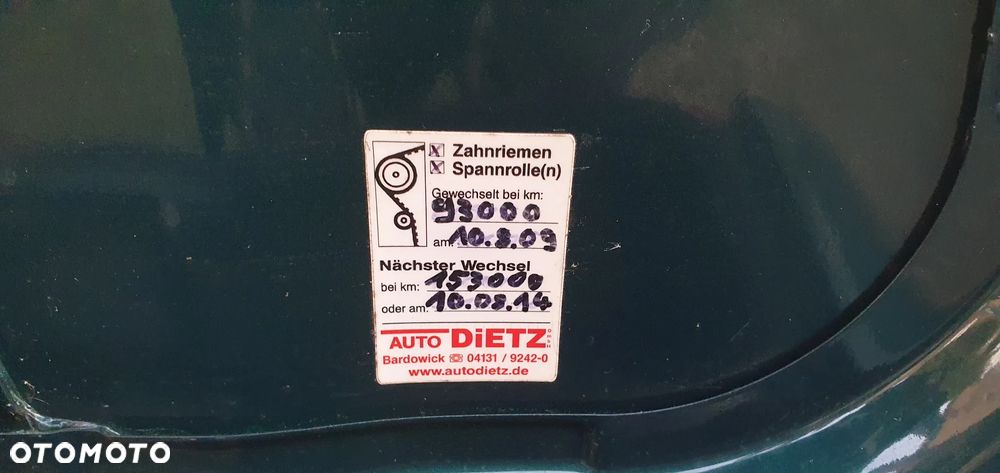 Zahnriemen
Spannrolle(n)
Gewechselt bei km:
93000
am: 10.8.09
Nächster Wechsel
bei km: 153000
oder am: 10.08.14
AUTO DiETZ
Bardowick ☎ 04131 / 9242-0
www.autodietz.de
OTOMOTO